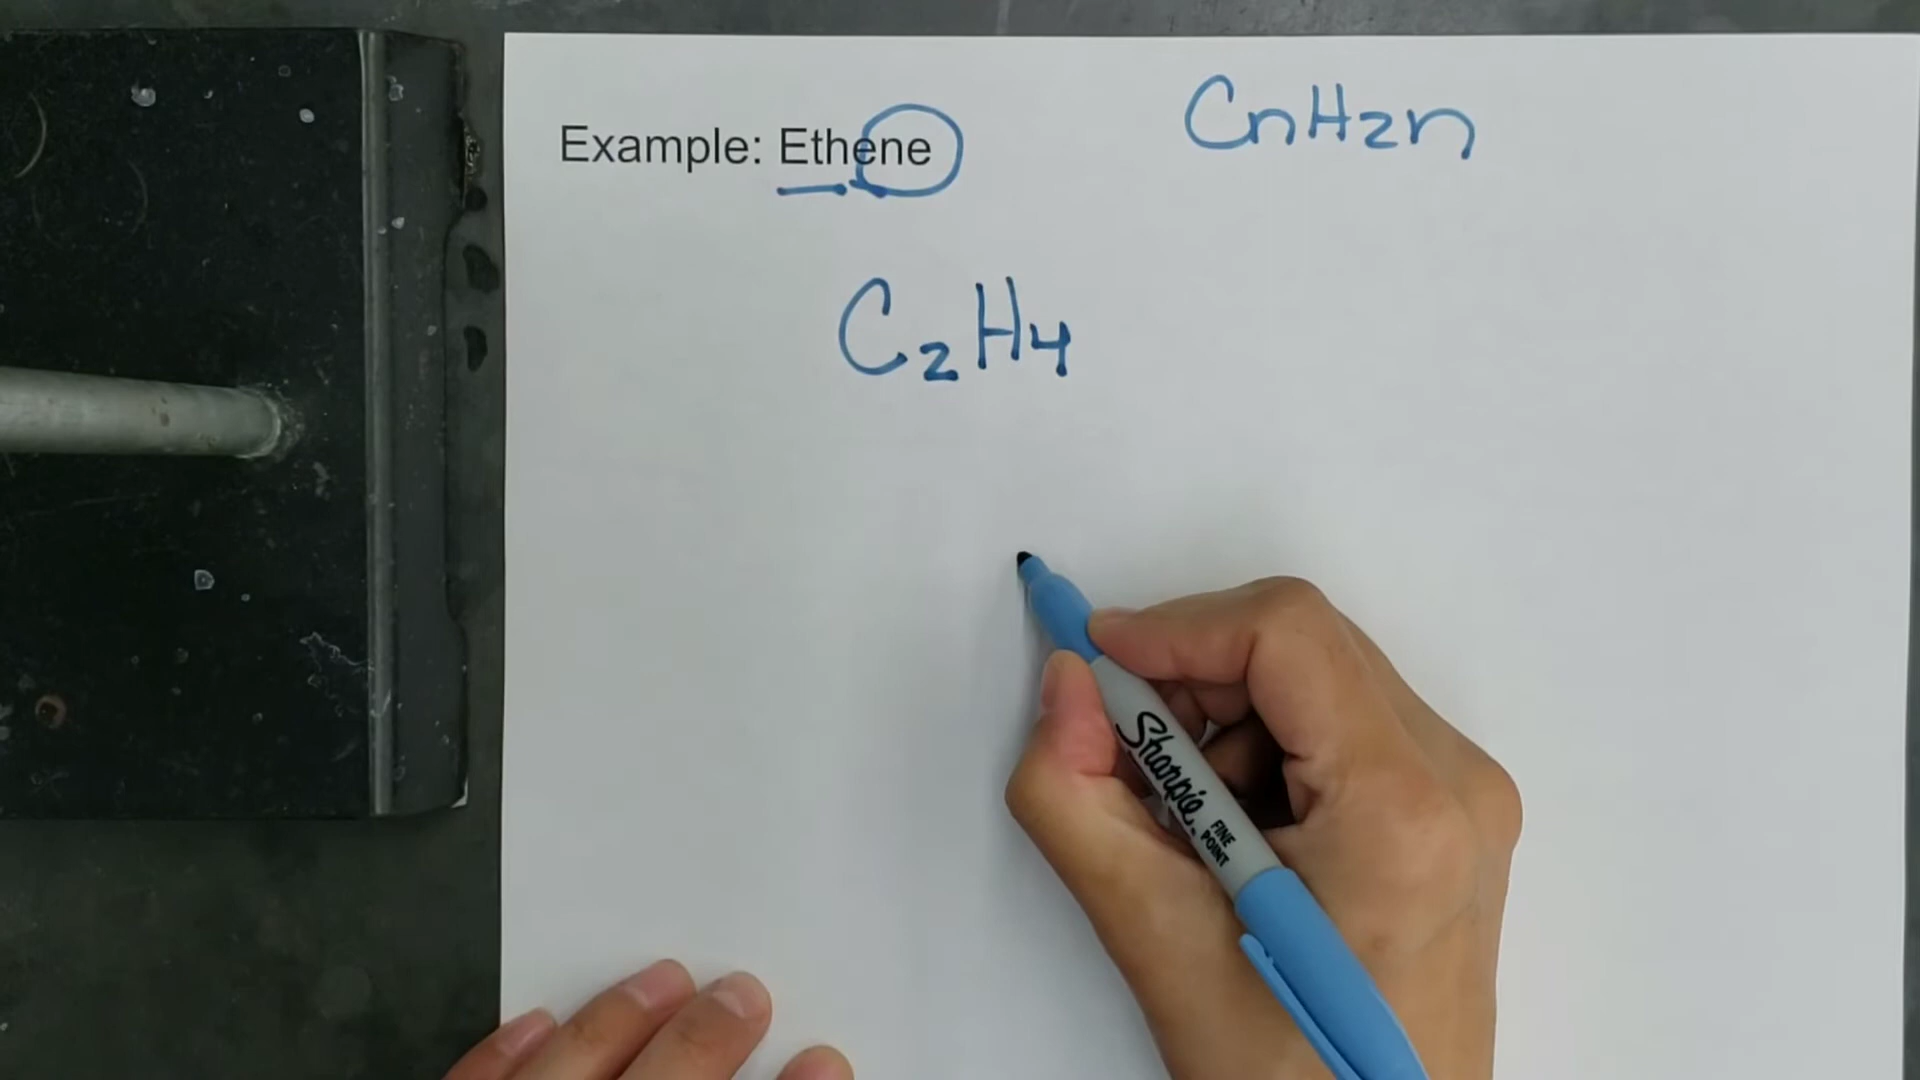 Example: Ethene
CnH2n
C2H4
Sharpie.
FINE
POINT